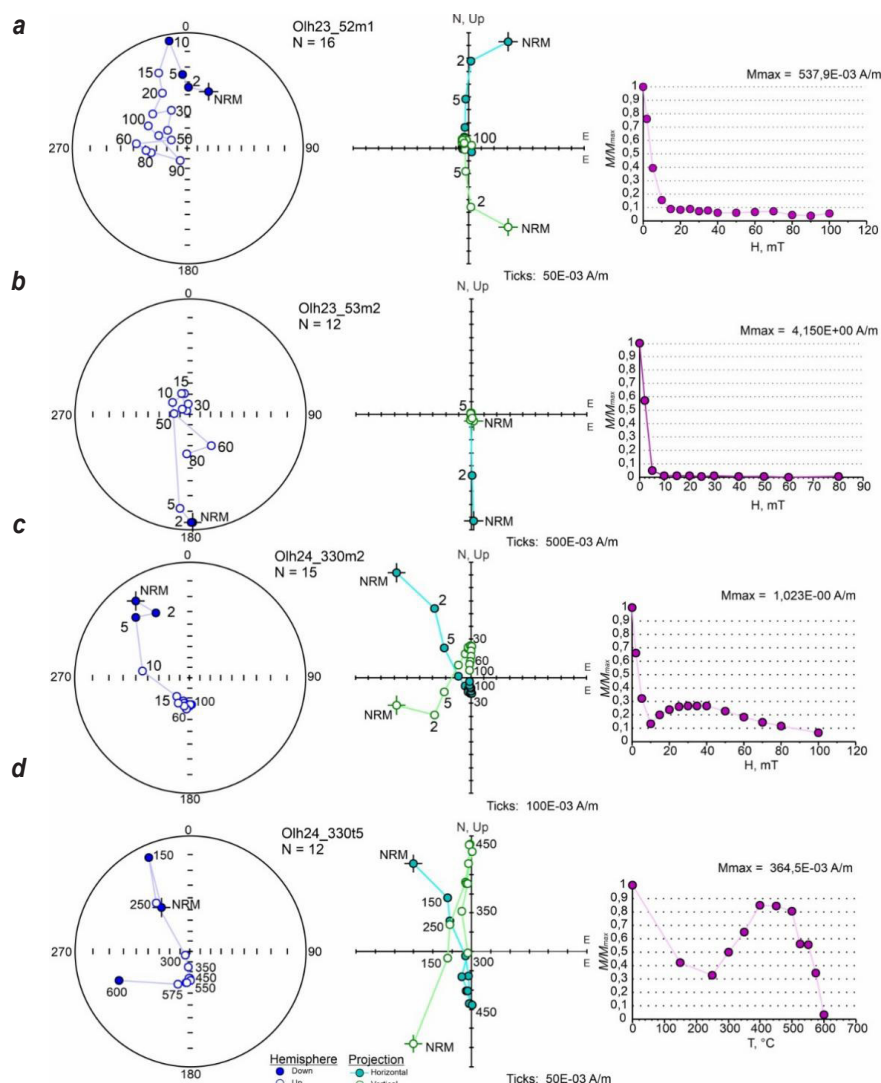 a
Olh23_52m1
N = 16
0
10
15
5
2
NRM
20
30
100
60
50
80
90
270
90
180
N, Up
2
NRM
5
100
E
E
5
2
NRM
Ticks: 50E-03 A/m
Mmax = 537,9E-03 A/m
M/Mmax
1
0,9
0,8
0,7
0,6
0,5
0,4
0,3
0,2
0,1
0
0 20 40 60 80 100 120
H, mT
b
Olh23_53m2
N = 12
0
15
10
30
50
60
80
5
2
NRM
270
90
180
N, Up
5
E
E
NRM
2
NRM
Ticks: 500E-03 A/m
Mmax = 4,150E+00 A/m
M/Mmax
1
0,9
0,8
0,7
0,6
0,5
0,4
0,3
0,2
0,1
0
0 10 20 30 40 50 60 70 80 90
H, mT
c
Olh24_330m2
N = 15
0
NRM
2
5
10
15
100
60
270
90
180
N, Up
NRM
2
5
30
60
100
E
E
100
5
30
NRM
2
Ticks: 100E-03 A/m
Mmax = 1,023E-00 A/m
M/Mmax
1
0,9
0,8
0,7
0,6
0,5
0,4
0,3
0,2
0,1
0
0 20 40 60 80 100 120
H, mT
d
Olh24_330t5
N = 12
0
150
250
NRM
300
350
450
550
575
600
270
90
180
N, Up
450
NRM
150
350
250
E
E
150
300
450
NRM
Ticks: 50E-03 A/m
Mmax = 364,5E-03 A/m
M/Mmax
1
0,9
0,8
0,7
0,6
0,5
0,4
0,3
0,2
0,1
0
0 100 200 300 400 500 600 700
T, °C
Hemisphere
Down
Up
Projection
Horizontal
Vertical